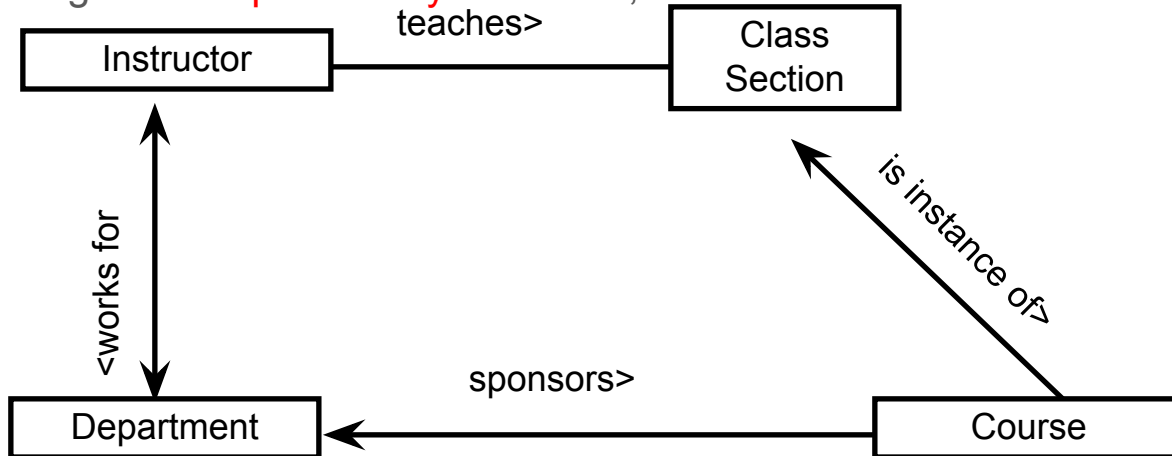 teaches>
Instructor
Class
Section
is instance of>
<works for
sponsors>
Department
Course